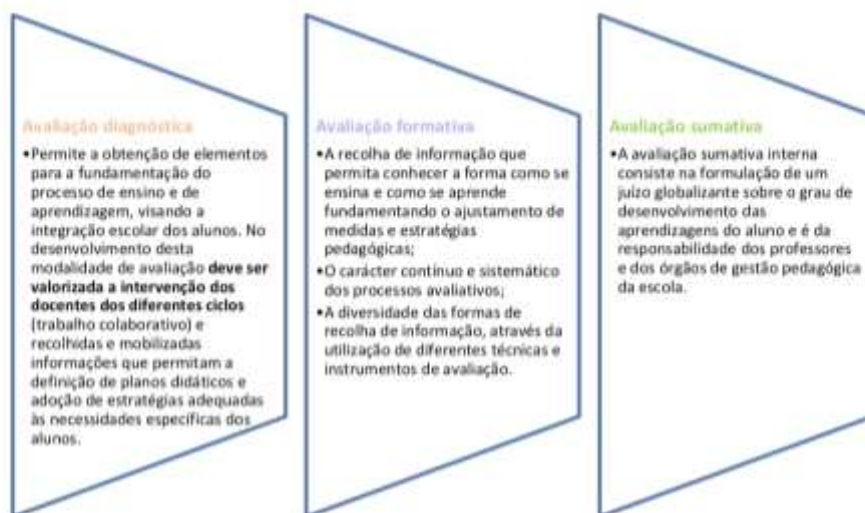 Avaliação diagnóstica
•Permite a obtenção de elementos
para a fundamentação do
processo de ensino e de
aprendizagem, visando a
integração escolar dos alunos. No
desenvolvimento desta
modalidade de avaliação deve ser
valorizada a intervenção dos
docentes dos diferentes ciclos
(trabalho colaborativo) e
recolhidas e mobilizadas
informações que permitam a
definição de planos didáticos e
adoção de estratégias adequadas
às necessidades específicas dos
alunos.
Avaliação formativa
•A recolha de informação que
permita conhecer a forma como se
ensina e como se aprende
fundamentando o ajustamento de
medidas e estratégias
pedagógicas;
•O carácter contínuo e sistemático
dos processos avaliativos;
•A diversidade das formas de
recolha de informação, através da
utilização de diferentes técnicas e
instrumentos de avaliação.
Avaliação sumativa
•A avaliação sumativa interna
consiste na formulação de um
juízo globalizante sobre o grau de
desenvolvimento das
aprendizagens do aluno e é da
responsabilidade dos professores
e dos órgãos de gestão pedagógica
da escola.